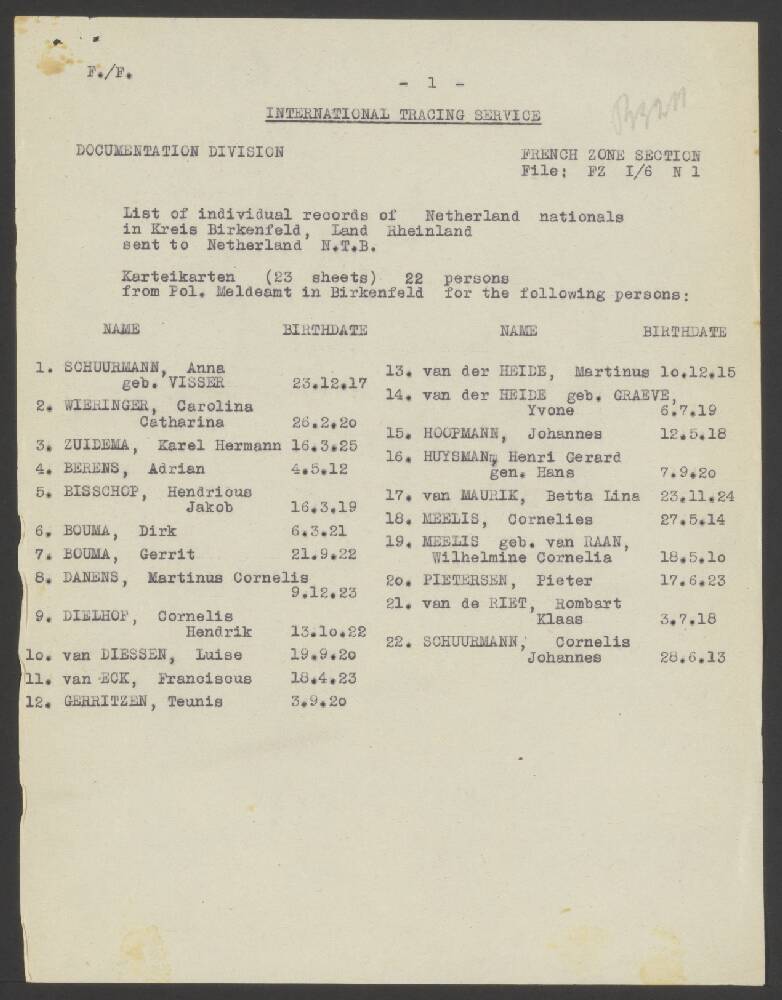 F./F.
- 1 -
INTERNATIONAL TRACING SERVICE
DOCUMENTATION DIVISION
FRENCH ZONE SECTION
File: FZ I/6 N 1
List of individual records of Netherland nationals
in Kreis Birkenfeld, Land Rheinland
sent to Netherland N.T.B.
Karteikarten (23 sheets) 22 persons
from Pol. Meldeamt in Birkenfeld for the following persons:
NAME BIRTHDATE
1. SCHUURMANN, Anna
geb. VISSER 23.12.17
2. WIERINGER, Carolina
Catharina 26.2.2o
3. ZUIDEMA, Karel Hermann 16.3.25
4. BERENS, Adrian 4.5.12
5. BISSCHOP, Hendricus
Jakob 16.3.19
6. BOUMA, Dirk 6.3.21
7. BOUMA, Gerrit 21.9.22
8. DANENS, Martinus Cornelis
9.12.23
9. DIELHOF, Cornelis
Hendrik 13.1o.22
1o. van DIESSEN, Luise 19.9.2o
11. van ECK, Franciscus 18.4.23
12. GERRITZEN, Teunis 3.9.2o
NAME BIRTHDATE
13. van der HEIDE, Martinus 1o.12.15
14. van der HEIDE geb. GRAEVE,
Yvone 6.7.19
15. HOOPMANN, Johannes 12.5.18
16. HUYSMAN, Henri Gerard
gen. Hans 7.9.2o
17. van MAURIK, Betta Lina 23.11.24
18. MEELIS, Cornelies 27.5.14
19. MEELIS geb. van RAAN,
Wilhelmine Cornelia 18.5.1o
2o. PIETERSEN, Pieter 17.6.23
21. van de RIET, Rombart
Klaas 3.7.18
22. SCHUURMANN, Cornelis
Johannes 28.6.13